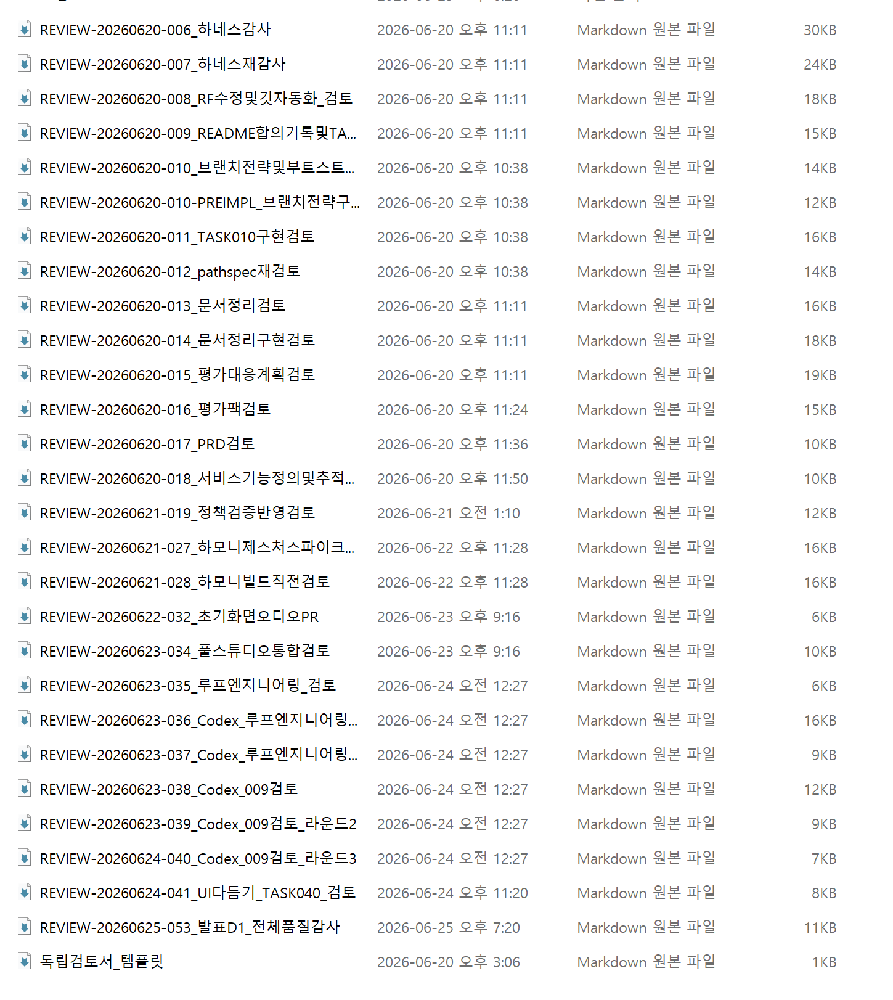 REVIEW-20260620-006_하네스감사 2026-06-20 오후 11:11 Markdown 원본 파일 30KB
REVIEW-20260620-007_하네스재감사 2026-06-20 오후 11:11 Markdown 원본 파일 24KB
REVIEW-20260620-008_RF수정및깃자동화_검토 2026-06-20 오후 11:11 Markdown 원본 파일 18KB
REVIEW-20260620-009_README합의기록및TA... 2026-06-20 오후 11:11 Markdown 원본 파일 15KB
REVIEW-20260620-010_브랜치전략및부트스트... 2026-06-20 오후 10:38 Markdown 원본 파일 14KB
REVIEW-20260620-010-PREIMPL_브랜치전략구... 2026-06-20 오후 10:38 Markdown 원본 파일 12KB
REVIEW-20260620-011_TASK010구현검토 2026-06-20 오후 10:38 Markdown 원본 파일 16KB
REVIEW-20260620-012_pathspec재검토 2026-06-20 오후 10:38 Markdown 원본 파일 14KB
REVIEW-20260620-013_문서정리검토 2026-06-20 오후 11:11 Markdown 원본 파일 16KB
REVIEW-20260620-014_문서정리구현검토 2026-06-20 오후 11:11 Markdown 원본 파일 18KB
REVIEW-20260620-015_평가대응계획검토 2026-06-20 오후 11:11 Markdown 원본 파일 19KB
REVIEW-20260620-016_평가팩검토 2026-06-20 오후 11:24 Markdown 원본 파일 15KB
REVIEW-20260620-017_PRD검토 2026-06-20 오후 11:36 Markdown 원본 파일 10KB
REVIEW-20260620-018_서비스기능정의및추적... 2026-06-20 오후 11:50 Markdown 원본 파일 10KB
REVIEW-20260621-019_정책검증반영검토 2026-06-21 오전 1:10 Markdown 원본 파일 12KB
REVIEW-20260621-027_하모니제스처스파이크... 2026-06-22 오후 11:28 Markdown 원본 파일 16KB
REVIEW-20260621-028_하모니빌드직전검토 2026-06-22 오후 11:28 Markdown 원본 파일 16KB
REVIEW-20260622-032_초기화면오디오PR 2026-06-23 오후 9:16 Markdown 원본 파일 6KB
REVIEW-20260623-034_풀스튜디오통합검토 2026-06-23 오후 9:16 Markdown 원본 파일 10KB
REVIEW-20260623-035_루프엔지니어링_검토 2026-06-24 오전 12:27 Markdown 원본 파일 6KB
REVIEW-20260623-036_Codex_루프엔지니어링... 2026-06-24 오전 12:27 Markdown 원본 파일 16KB
REVIEW-20260623-037_Codex_루프엔지니어링... 2026-06-24 오전 12:27 Markdown 원본 파일 9KB
REVIEW-20260623-038_Codex_009검토 2026-06-24 오전 12:27 Markdown 원본 파일 12KB
REVIEW-20260623-039_Codex_009검토_라운드2 2026-06-24 오전 12:27 Markdown 원본 파일 9KB
REVIEW-20260624-040_Codex_009검토_라운드3 2026-06-24 오전 12:27 Markdown 원본 파일 7KB
REVIEW-20260624-041_UI다듬기_TASK040_검토 2026-06-24 오후 11:20 Markdown 원본 파일 8KB
REVIEW-20260625-053_발표D1_전체품질감사 2026-06-25 오후 7:20 Markdown 원본 파일 11KB
독립검토서_템플릿 2026-06-20 오후 3:06 Markdown 원본 파일 1KB